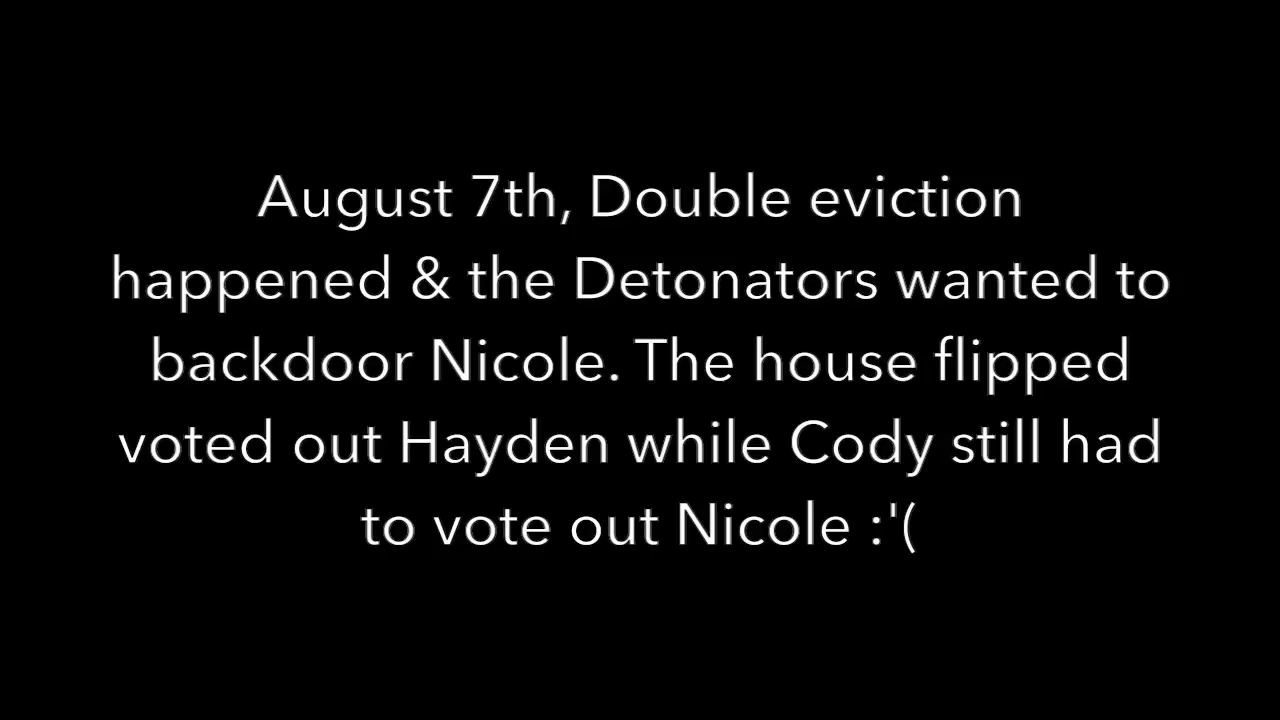 August 7th, Double eviction
happened & the Detonators wanted to
backdoor Nicole. The house flipped
voted out Hayden while Cody still had
to vote out Nicole :'(